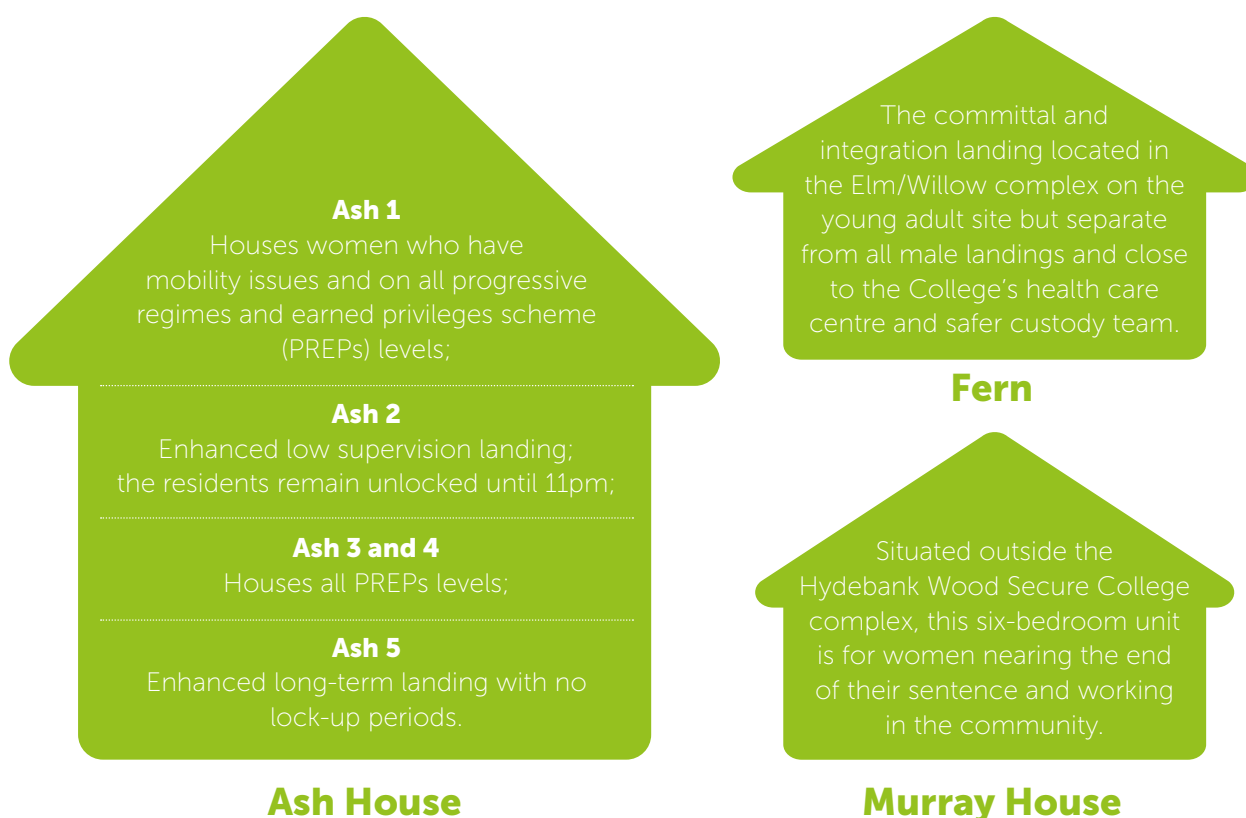 Ash 1
Houses women who have
mobility issues and on all progressive
regimes and earned privileges scheme
(PREPs) levels;
Ash 2
Enhanced low supervision landing;
the residents remain unlocked until 11pm;
Ash 3 and 4
Houses all PREPs levels;
Ash 5
Enhanced long-term landing with no
lock-up periods.
Ash House
The committal and
integration landing located in
the Elm/Willow complex on the
young adult site but separate
from all male landings and close
to the College's health care
centre and safer custody team.
Fern
Situated outside the
Hydebank Wood Secure College
complex, this six-bedroom unit
is for women nearing the end
of their sentence and working
in the community.
Murray House